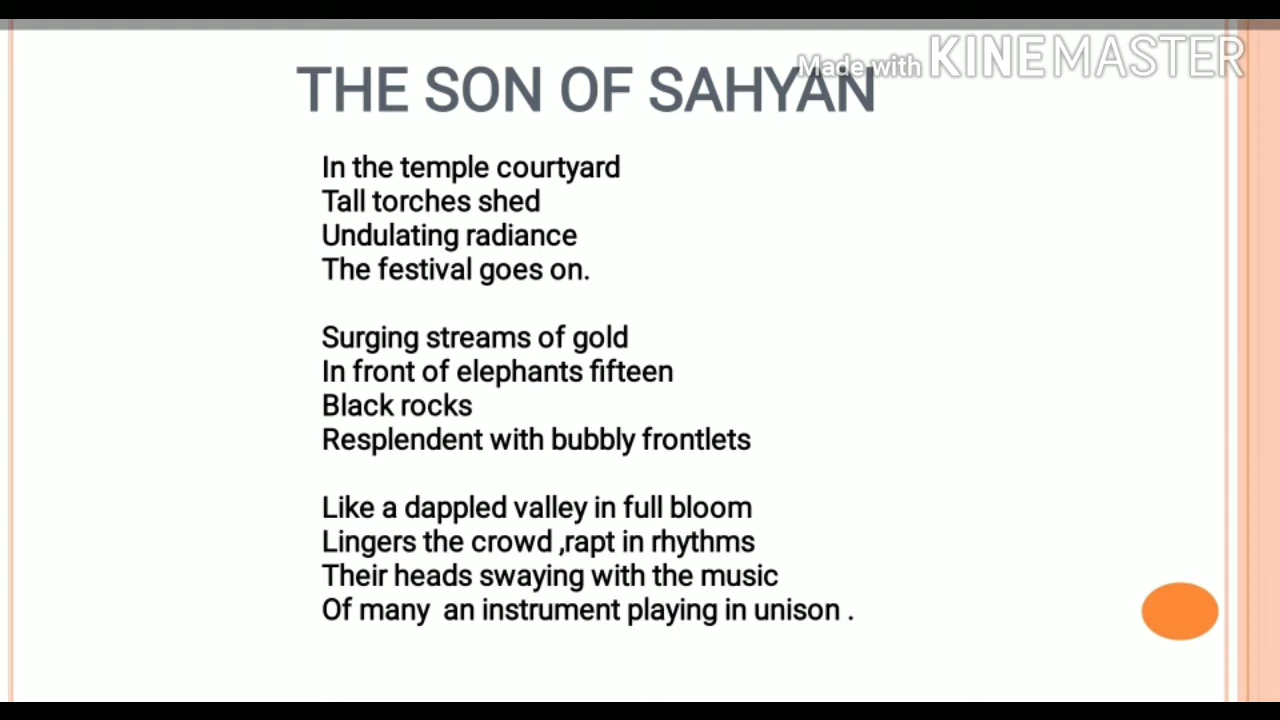 Made with KINEMASTER
THE SON OF SAHYAN
In the temple courtyard
Tall torches shed
Undulating radiance
The festival goes on.
Surging streams of gold
In front of elephants fifteen
Black rocks
Resplendent with bubbly frontlets
Like a dappled valley in full bloom
Lingers the crowd ,rapt in rhythms
Their heads swaying with the music
Of many  an instrument playing in unison .